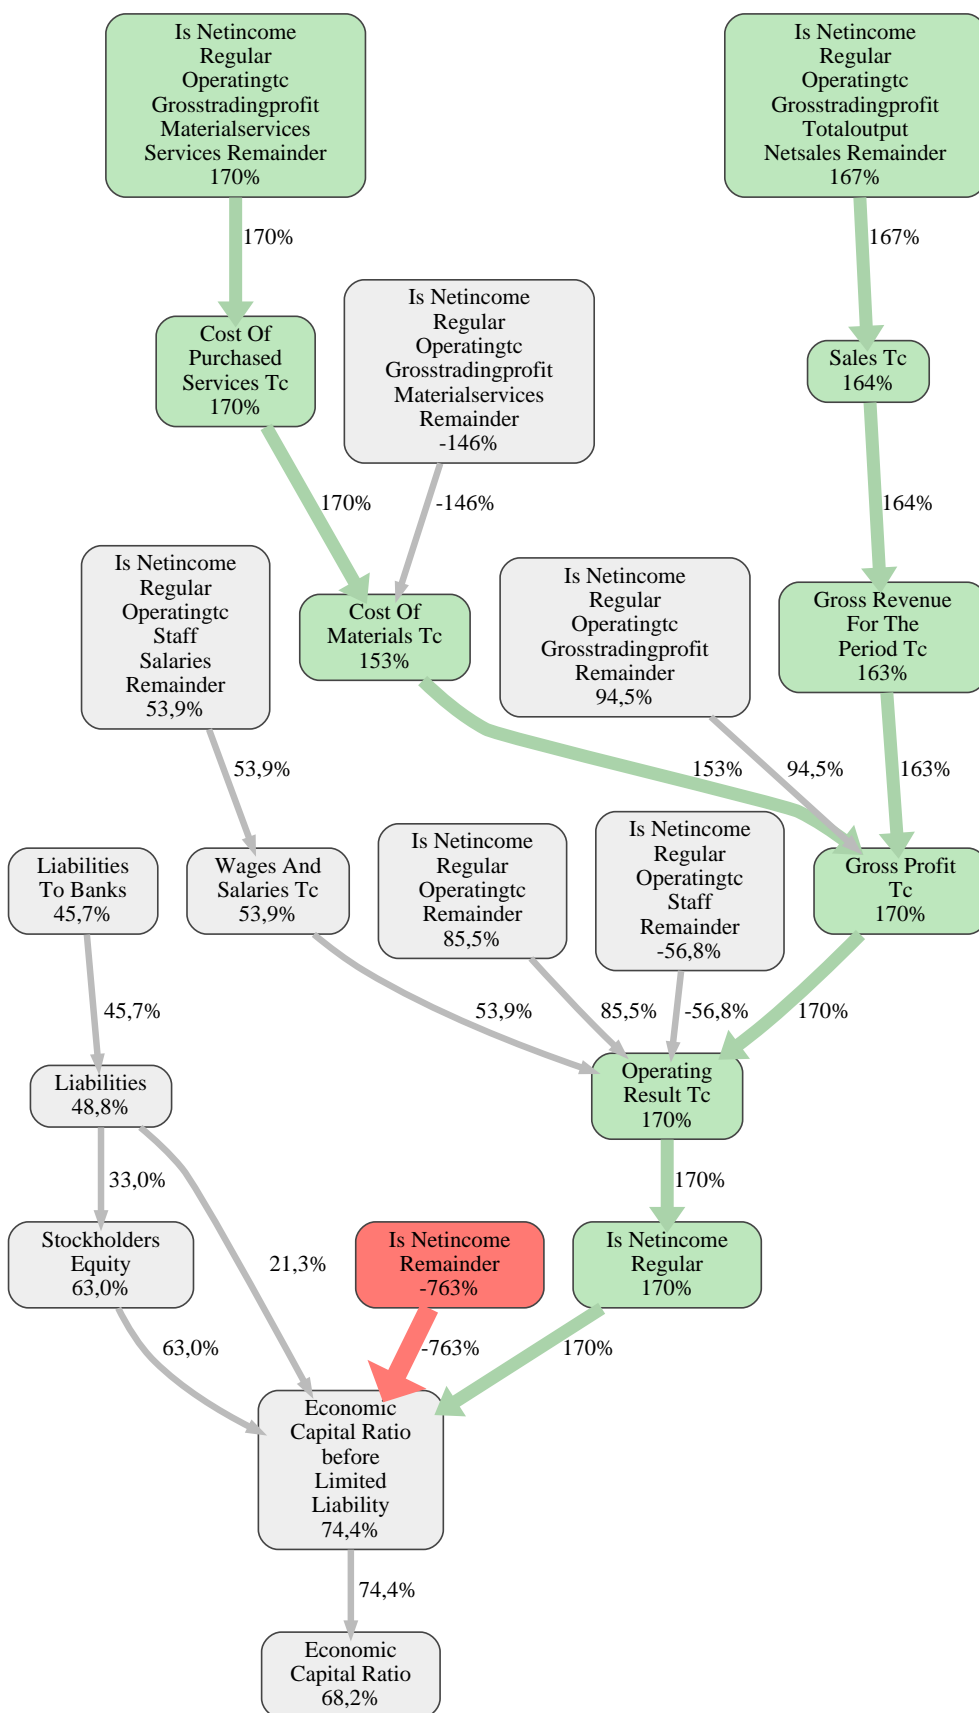 Is Netincome
Regular
Operatingtc
Grosstradingprofit
Materialservices
Services Remainder
170%
Is Netincome
Regular
Operatingtc
Grosstradingprofit
Totaloutput
Netsales Remainder
167%
170%
167%
Is Netincome
Regular
Operatingtc
Grosstradingprofit
Materialservices
Remainder
-146%
Cost Of
Purchased
Services Tc
170%
Sales Tc
164%
170%
-146%
164%
Is Netincome
Regular
Operatingtc
Staff
Salaries
Remainder
53,9%
Cost Of
Materials Tc
153%
Is Netincome
Regular
Operatingtc
Grosstradingprofit
Remainder
94,5%
Gross Revenue
For The
Period Tc
163%
53,9%
153%
94,5%
163%
Liabilities
To Banks
45,7%
Wages And
Salaries Tc
53,9%
Is Netincome
Regular
Operatingtc
Remainder
85,5%
Is Netincome
Regular
Operatingtc
Staff
Remainder
-56,8%
Gross Profit
Tc
170%
45,7%
53,9%
85,5%
-56,8%
170%
Liabilities
48,8%
Operating
Result Tc
170%
33,0%
170%
Stockholders
Equity
63,0%
21,3%
Is Netincome
Remainder
-763%
Is Netincome
Regular
170%
63,0%
-763%
170%
Economic
Capital Ratio
before
Limited
Liability
74,4%
74,4%
Economic
Capital Ratio
68,2%